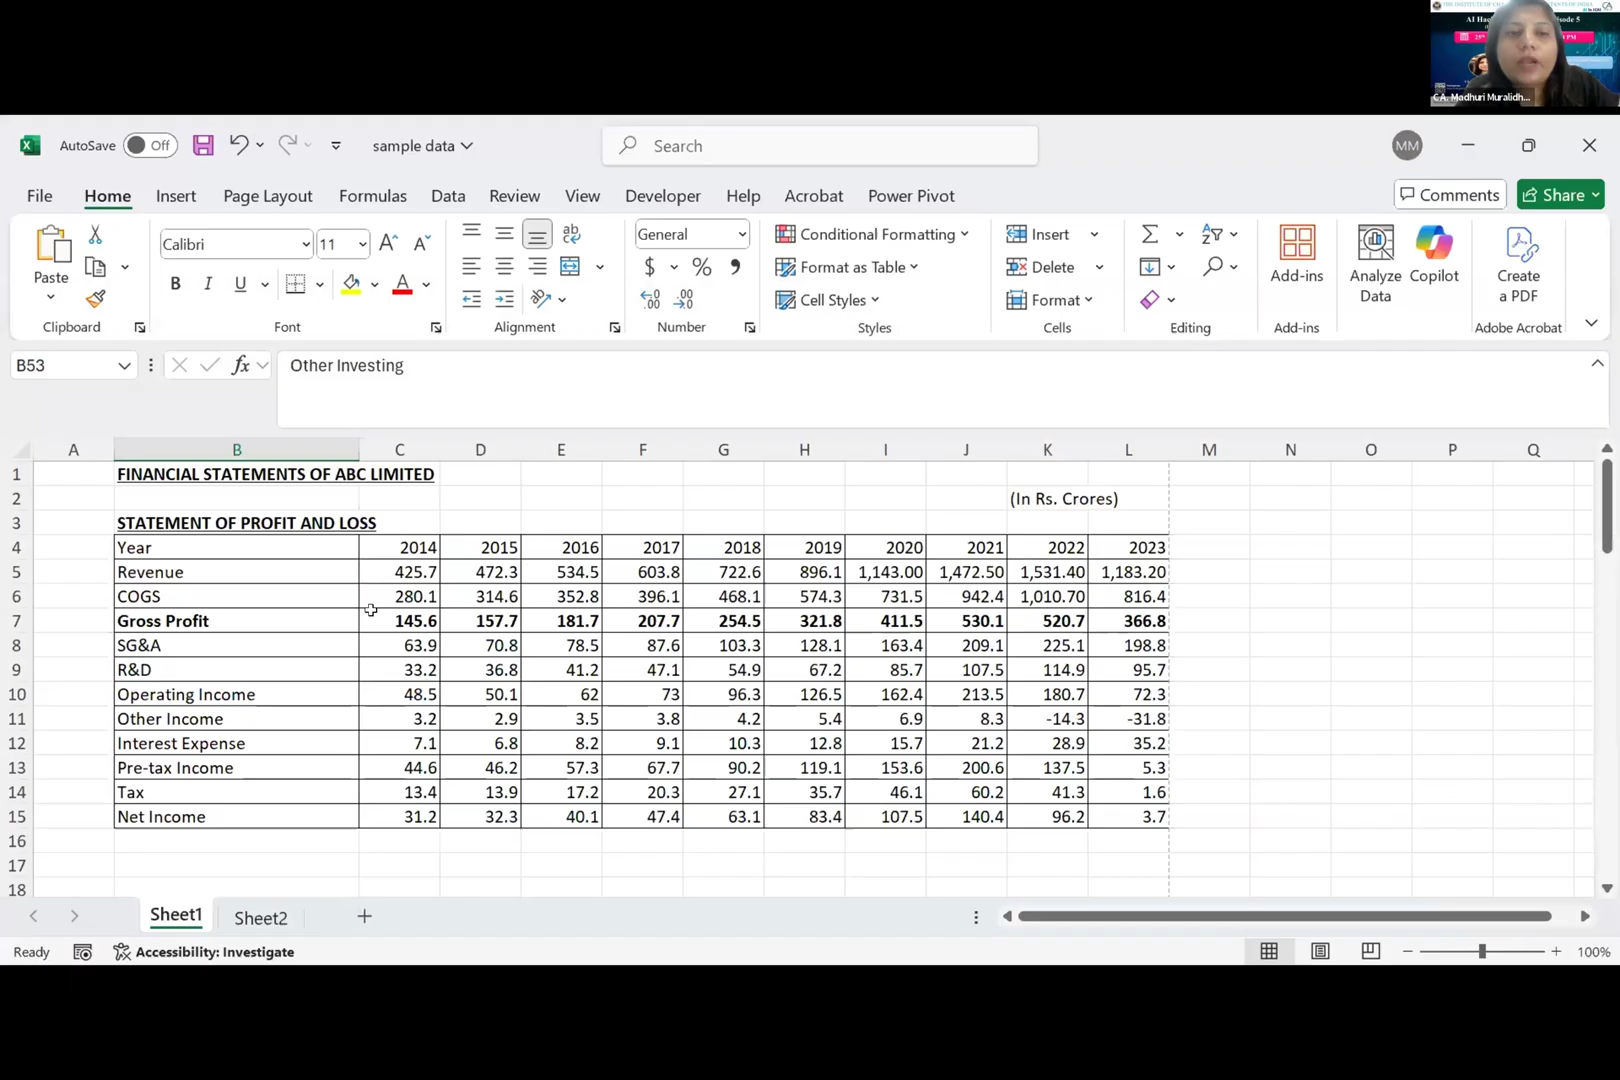 CA. Madhuri Muralidh...
AutoSave Off sample data Search MM
File Home Insert Page Layout Formulas Data Review View Developer Help Acrobat Power Pivot Comments Share
Paste Calibri 11 ab General Conditional Formatting Insert Add-ins Analyze Data Copilot Create a PDF
B I U A $ % Format as Table Delete
Cell Styles Format
Clipboard Font Alignment Number Styles Cells Editing Add-ins Adobe Acrobat
B53 fx Other Investing
A B C D E F G H I J K L M N O P Q
1 FINANCIAL STATEMENTS OF ABC LIMITED
2 (In Rs. Crores)
3 STATEMENT OF PROFIT AND LOSS
4 Year 2014 2015 2016 2017 2018 2019 2020 2021 2022 2023
5 Revenue 425.7 472.3 534.5 603.8 722.6 896.1 1,143.00 1,472.50 1,531.40 1,183.20
6 COGS 280.1 314.6 352.8 396.1 468.1 574.3 731.5 942.4 1,010.70 816.4
7 Gross Profit 145.6 157.7 181.7 207.7 254.5 321.8 411.5 530.1 520.7 366.8
8 SG&A 63.9 70.8 78.5 87.6 103.3 128.1 163.4 209.1 225.1 198.8
9 R&D 33.2 36.8 41.2 47.1 54.9 67.2 85.7 107.5 114.9 95.7
10 Operating Income 48.5 50.1 62 73 96.3 126.5 162.4 213.5 180.7 72.3
11 Other Income 3.2 2.9 3.5 3.8 4.2 5.4 6.9 8.3 -14.3 -31.8
12 Interest Expense 7.1 6.8 8.2 9.1 10.3 12.8 15.7 21.2 28.9 35.2
13 Pre-tax Income 44.6 46.2 57.3 67.7 90.2 119.1 153.6 200.6 137.5 5.3
14 Tax 13.4 13.9 17.2 20.3 27.1 35.7 46.1 60.2 41.3 1.6
15 Net Income 31.2 32.3 40.1 47.4 63.1 83.4 107.5 140.4 96.2 3.7
16
17
18
Sheet1 Sheet2
Ready Accessibility: Investigate 100%